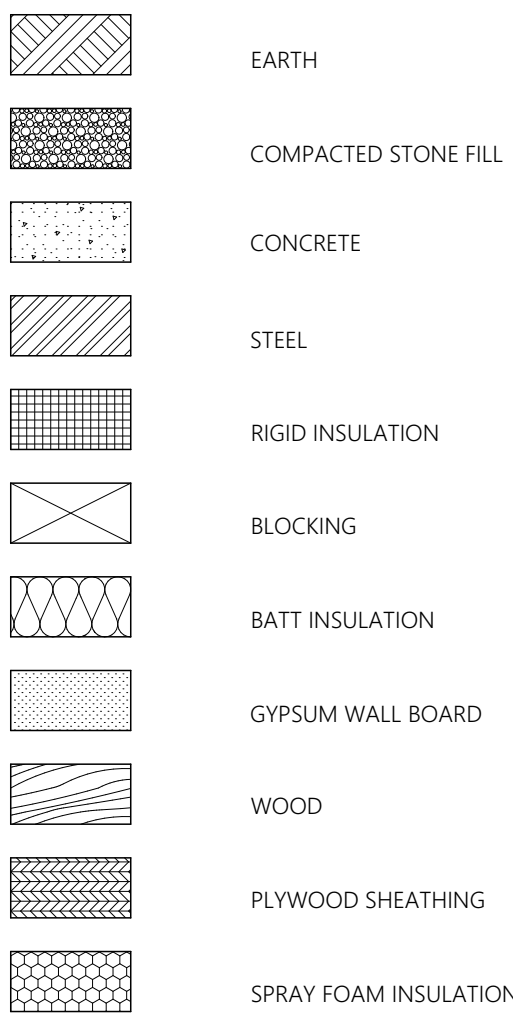 EARTH
COMPACTED STONE FILL
CONCRETE
STEEL
RIGID INSULATION
BLOCKING
BATT INSULATION
GYPSUM WALL BOARD
WOOD
PLYWOOD SHEATHING
SPRAY FOAM INSULATION